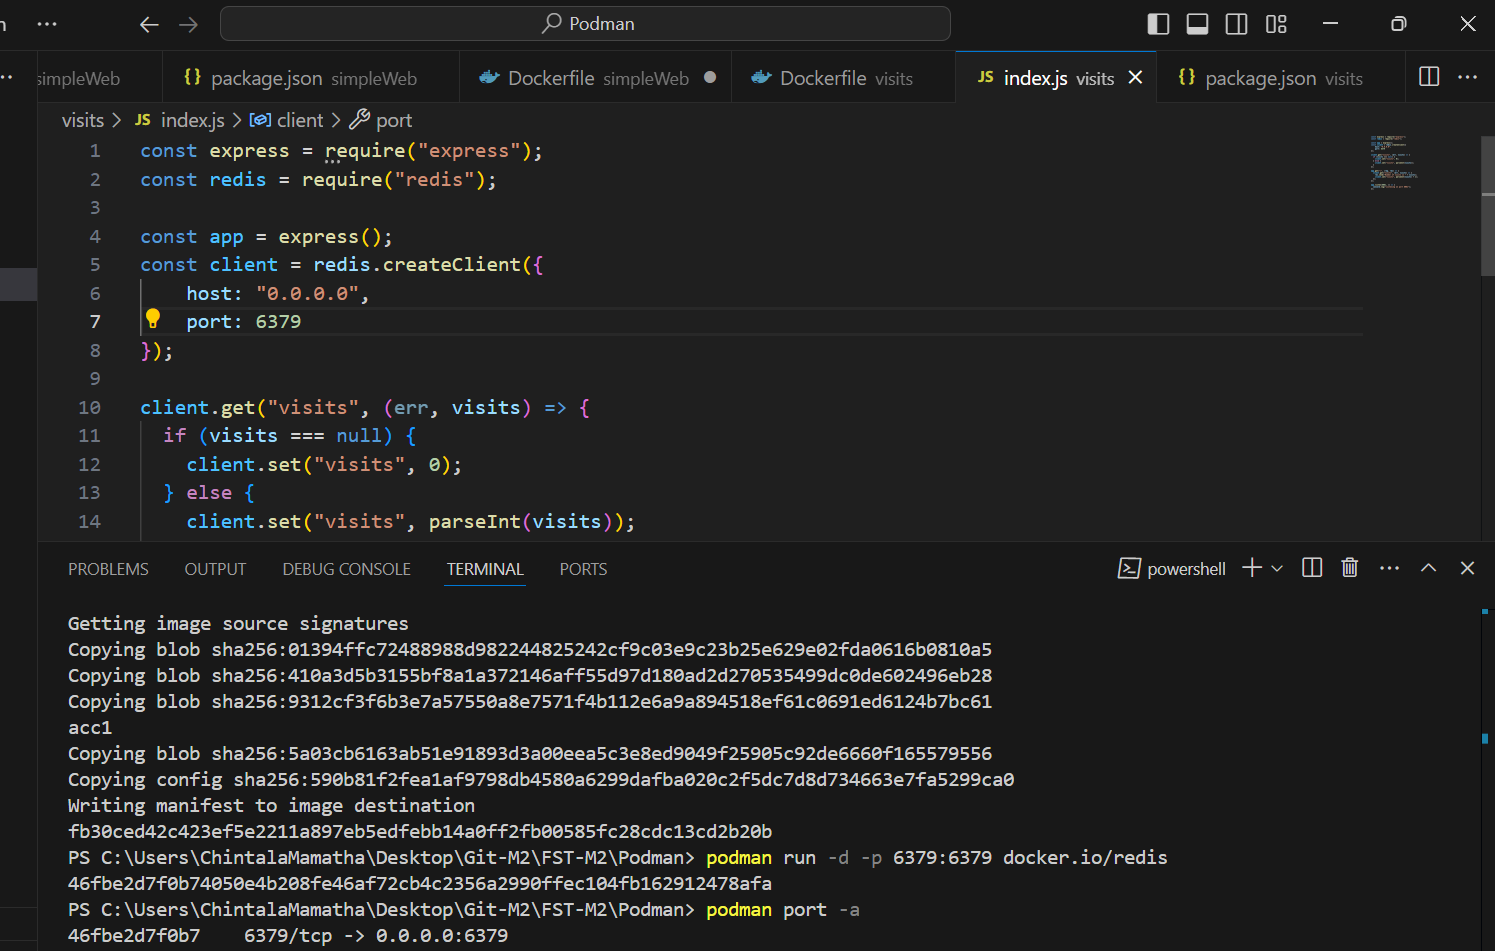 Podman
simpleWeb {} package.json simpleWeb Dockerfile simpleWeb Dockerfile visits JS index.js visits {} package.json visits
visits > JS index.js > client > port
1 const express = require("express");
2 const redis = require("redis");
3
4 const app = express();
5 const client = redis.createClient({
6 host: "0.0.0.0",
7 port: 6379
8 });
9
10 client.get("visits", (err, visits) => {
11 if (visits === null) {
12 client.set("visits", 0);
13 } else {
14 client.set("visits", parseInt(visits));
PROBLEMS OUTPUT DEBUG CONSOLE TERMINAL PORTS powershell
Getting image source signatures
Copying blob sha256:01394ffc72488988d982244825242cf9c03e9c23b25e629e02fda0616b0810a5
Copying blob sha256:410a3d5b3155bf8a1a372146aff55d97d180ad2d270535499dc0de602496eb28
Copying blob sha256:9312cf3f6b3e7a57550a8e7571f4b112e6a9a894518ef61c0691ed6124b7bc61
acc1
Copying blob sha256:5a03cb6163ab51e91893d3a00eea5c3e8ed9049f25905c92de6660f165579556
Copying config sha256:590b81f2fea1af9798db4580a6299dafba020c2f5dc7d8d734663e7fa5299ca0
Writing manifest to image destination
fb30ced42c423ef5e2211a897eb5edfebb14a0ff2fb00585fc28cdc13cd2b20b
PS C:\Users\ChintalaMamatha\Desktop\Git-M2\FST-M2\Podman> podman run -d -p 6379:6379 docker.io/redis
46fbe2d7f0b74050e4b208fe46af72cb4c2356a2990ffec104fb162912478afa
PS C:\Users\ChintalaMamatha\Desktop\Git-M2\FST-M2\Podman> podman port -a
46fbe2d7f0b7 6379/tcp -> 0.0.0.0:6379